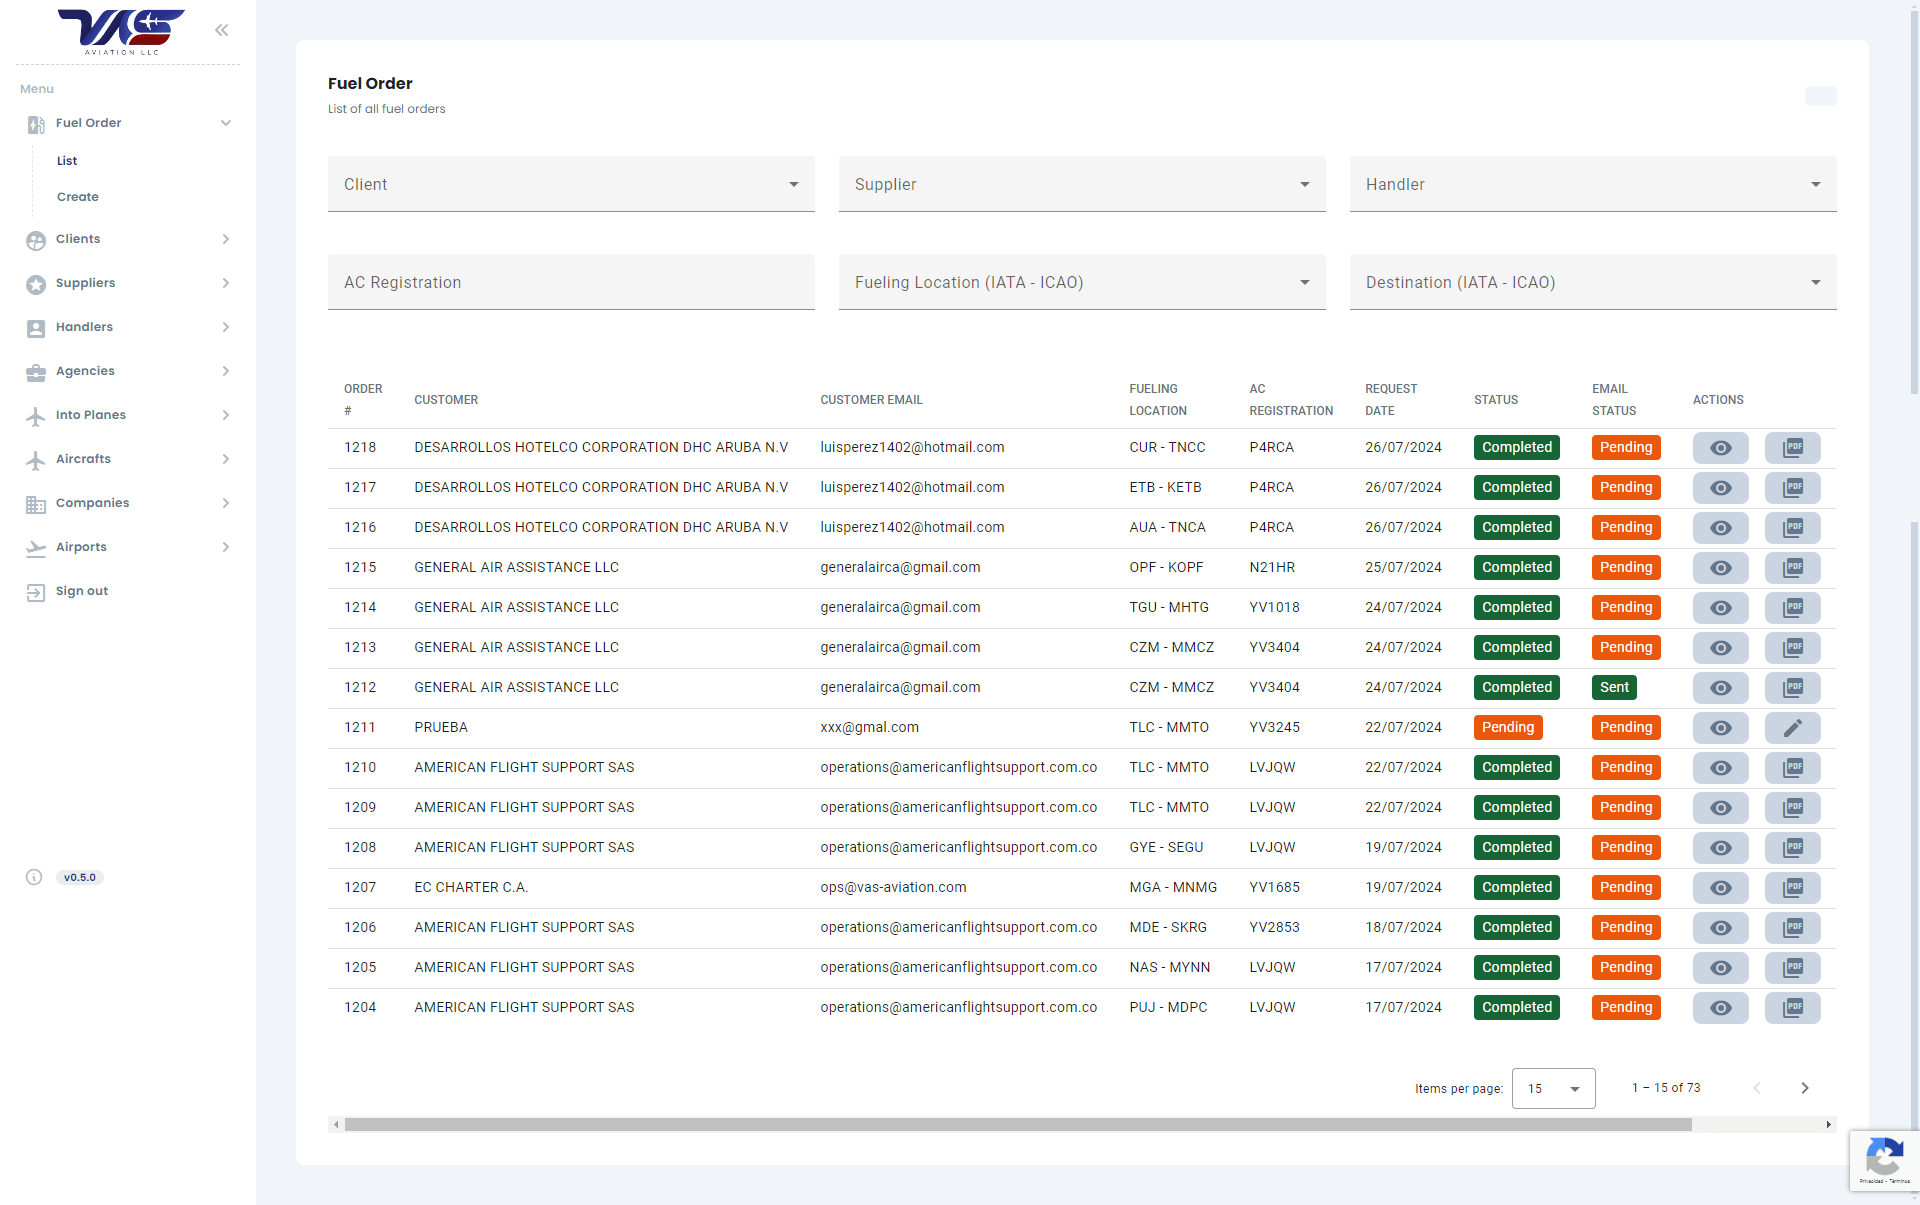 VAS
AVIATION LLC
Menu
Fuel Order
List
Create
Clients
Suppliers
Handlers
Agencies
Into Planes
Aircrafts
Companies
Airports
Sign out
v0.5.0
Fuel Order
List of all fuel orders
Client
Supplier
Handler
AC Registration
Fueling Location (IATA - ICAO)
Destination (IATA - ICAO)
ORDER # CUSTOMER CUSTOMER EMAIL FUELING LOCATION AC REGISTRATION REQUEST DATE STATUS EMAIL STATUS ACTIONS
1218 DESARROLLOS HOTELCO CORPORATION DHC ARUBA N.V luisperez1402@hotmail.com CUR - TNCC P4RCA 26/07/2024 Completed Pending PDF
1217 DESARROLLOS HOTELCO CORPORATION DHC ARUBA N.V luisperez1402@hotmail.com ETB - KETB P4RCA 26/07/2024 Completed Pending PDF
1216 DESARROLLOS HOTELCO CORPORATION DHC ARUBA N.V luisperez1402@hotmail.com AUA - TNCA P4RCA 26/07/2024 Completed Pending PDF
1215 GENERAL AIR ASSISTANCE LLC generalairca@gmail.com OPF - KOPF N21HR 25/07/2024 Completed Pending PDF
1214 GENERAL AIR ASSISTANCE LLC generalairca@gmail.com TGU - MHTG YV1018 24/07/2024 Completed Pending PDF
1213 GENERAL AIR ASSISTANCE LLC generalairca@gmail.com CZM - MMCZ YV3404 24/07/2024 Completed Pending PDF
1212 GENERAL AIR ASSISTANCE LLC generalairca@gmail.com CZM - MMCZ YV3404 24/07/2024 Completed Sent PDF
1211 PRUEBA xxx@gmal.com TLC - MMTO YV3245 22/07/2024 Pending Pending
1210 AMERICAN FLIGHT SUPPORT SAS operations@americanflightsupport.com.co TLC - MMTO LVJQW 22/07/2024 Completed Pending PDF
1209 AMERICAN FLIGHT SUPPORT SAS operations@americanflightsupport.com.co TLC - MMTO LVJQW 22/07/2024 Completed Pending PDF
1208 AMERICAN FLIGHT SUPPORT SAS operations@americanflightsupport.com.co GYE - SEGU LVJQW 19/07/2024 Completed Pending PDF
1207 EC CHARTER C.A. ops@vas-aviation.com MGA - MNMG YV1685 19/07/2024 Completed Pending PDF
1206 AMERICAN FLIGHT SUPPORT SAS operations@americanflightsupport.com.co MDE - SKRG YV2853 18/07/2024 Completed Pending PDF
1205 AMERICAN FLIGHT SUPPORT SAS operations@americanflightsupport.com.co NAS - MYNN LVJQW 17/07/2024 Completed Pending PDF
1204 AMERICAN FLIGHT SUPPORT SAS operations@americanflightsupport.com.co PUJ - MDPC LVJQW 17/07/2024 Completed Pending PDF
Items per page: 15 1 – 15 of 73
Privacidad - Términos